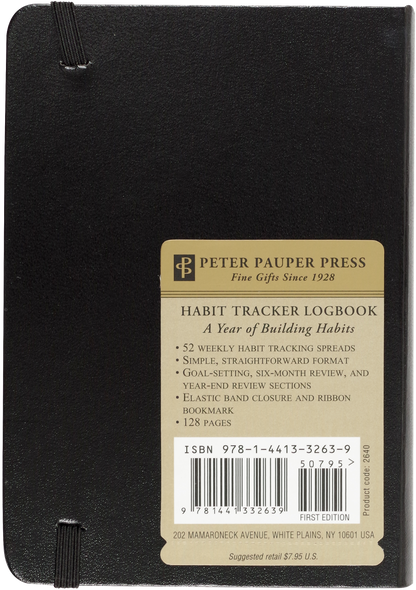 PETER PAUPER PRESS
Fine Gifts Since 1928
HABIT TRACKER LOGBOOK
A Year of Building Habits
• 52 WEEKLY HABIT TRACKING SPREADS
• SIMPLE, STRAIGHTFORWARD FORMAT
• GOAL-SETTING, SIX-MONTH REVIEW, AND
YEAR-END REVIEW SECTIONS
• ELASTIC BAND CLOSURE AND RIBBON
BOOKMARK
• 128 PAGES
ISBN 978-1-4413-3263-9
50795>
9 781441 332639
FIRST EDITION
Product code: 2640
202 MAMARONECK AVENUE, WHITE PLAINS, NY 10601 USA
Suggested retail $7.95 U.S.